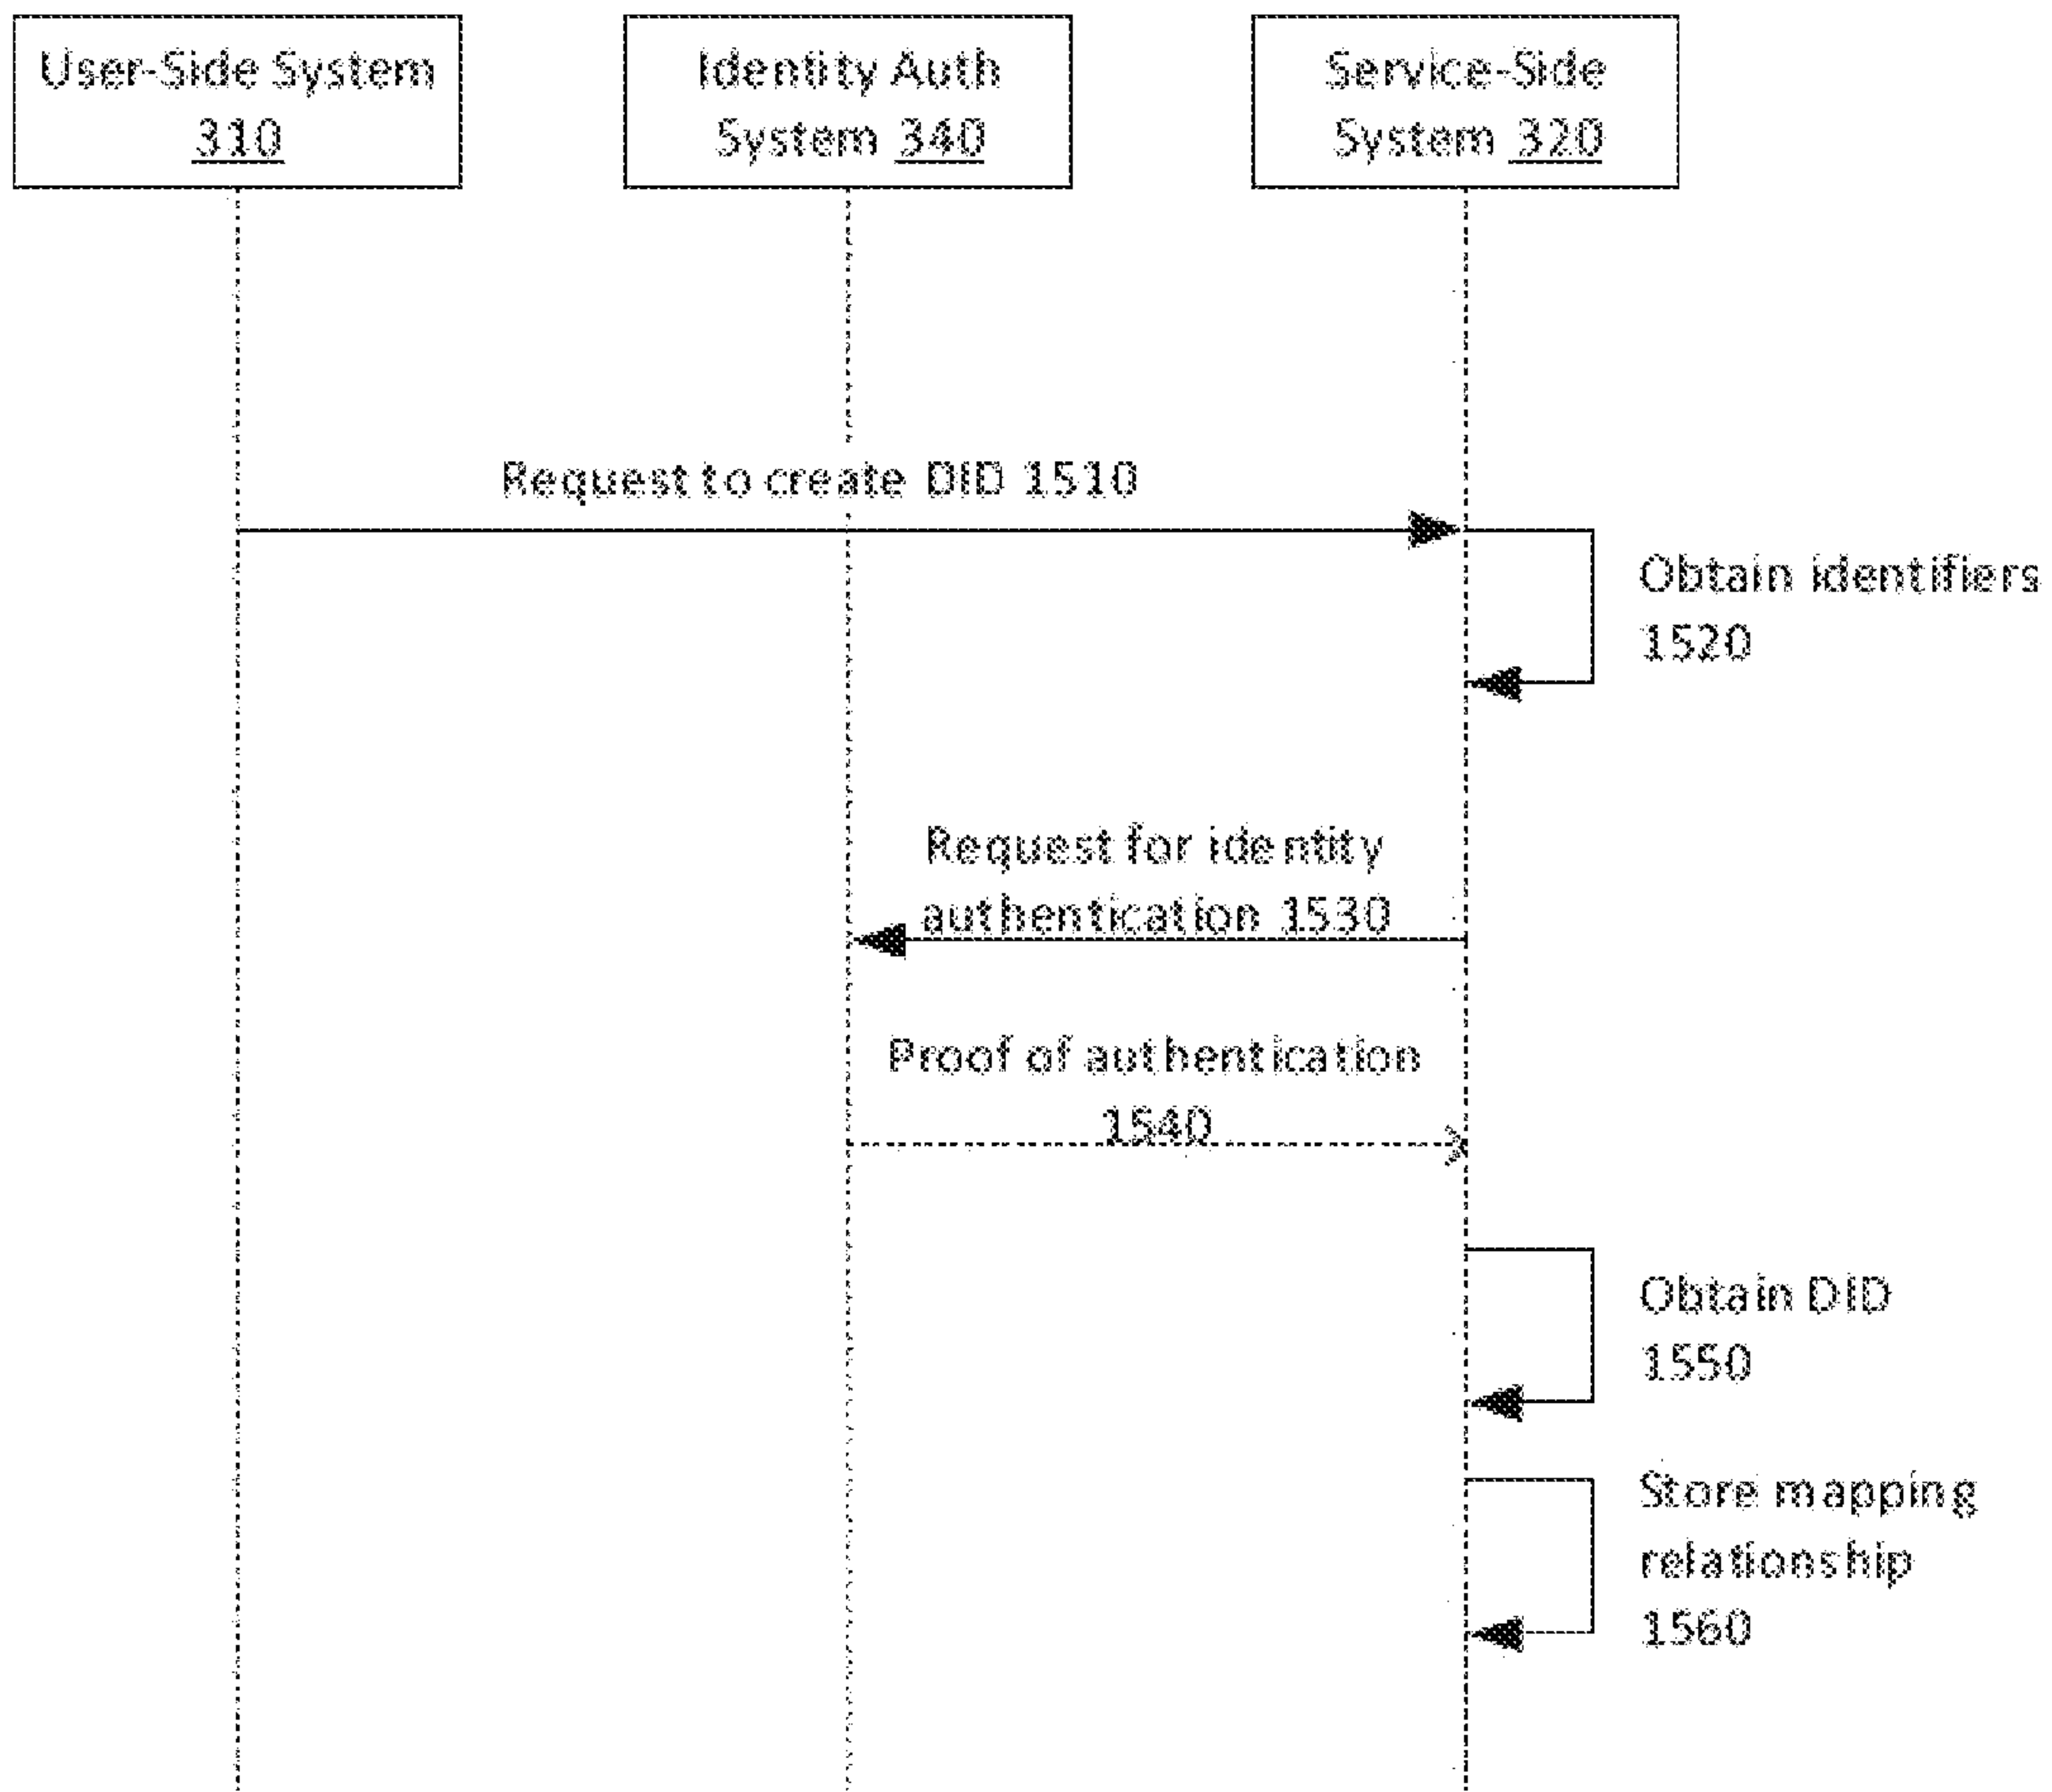 User-Side System
310
Identity Auth
System 340
Service-Side
System 320
Request to create DID 1510
Obtain identifiers
1520
Request for identity
authentication 1530
Proof of authentication
1540
Obtain DID
1550
Store mapping
relationship
1560